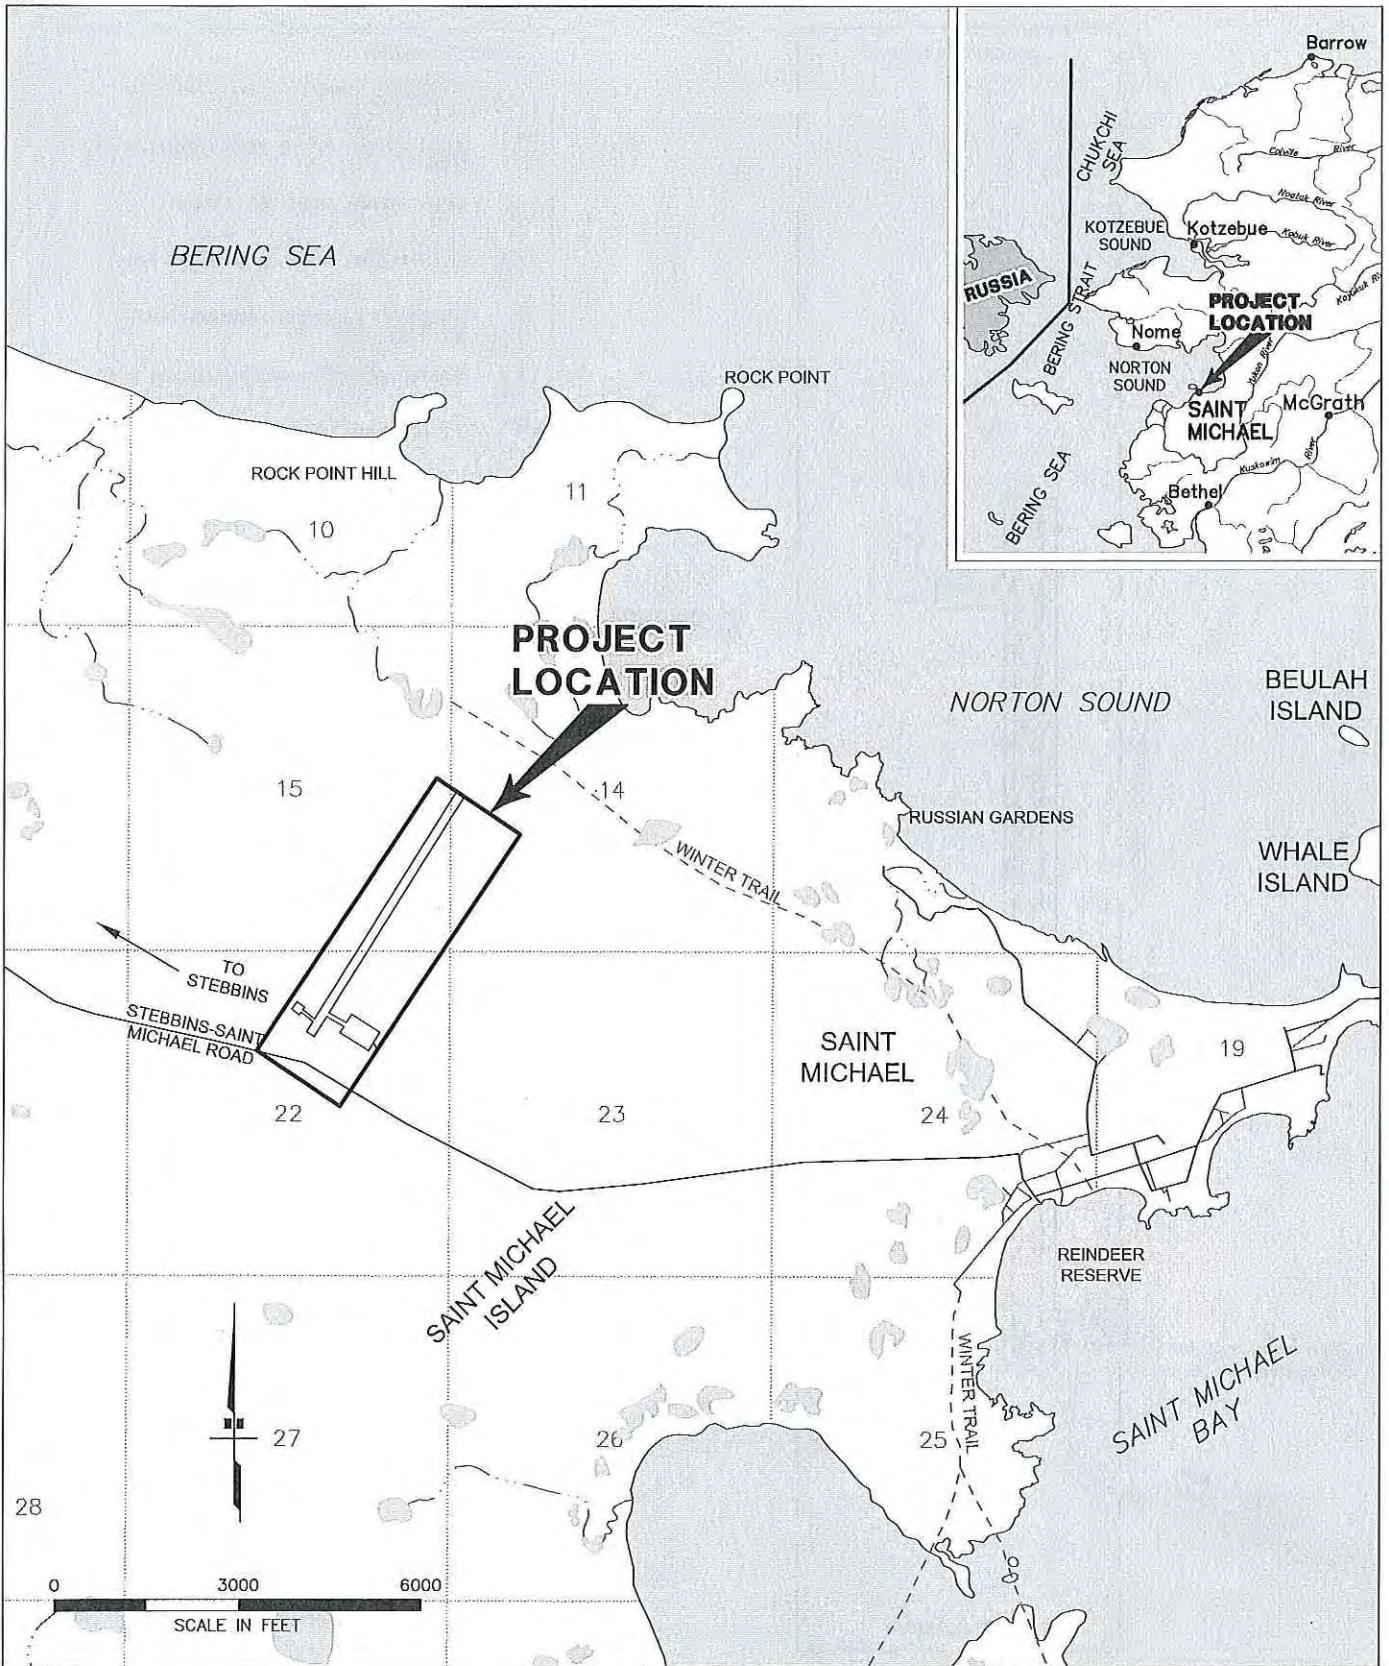 Barrow
CHUKCHI
SEA
Colville
River
Noatak River
KOTZEBUE
SOUND
Kotzebue
Kobuk River
RUSSIA
BERING STRAIT
PROJECT
LOCATION
Nome
NORTON
SOUND
Yukon River
SAINT
MICHAEL
McGrath
River
BERING SEA
Bethel
BERING SEA
ROCK POINT
ROCK POINT HILL
11
10
PROJECT
LOCATION
NORTON SOUND
BEULAH
ISLAND
15
14
RUSSIAN GARDENS
WINTER TRAIL
WHALE
ISLAND
TO
STEBBINS
STEBBINS-SAINT
MICHAEL ROAD
SAINT
MICHAEL
19
22
23
24
SAINT MICHAEL
ISLAND
REINDEER
RESERVE
WINTER TRAIL
SAINT MICHAEL
BAY
27
26
25
28
0 3000 6000
SCALE IN FEET